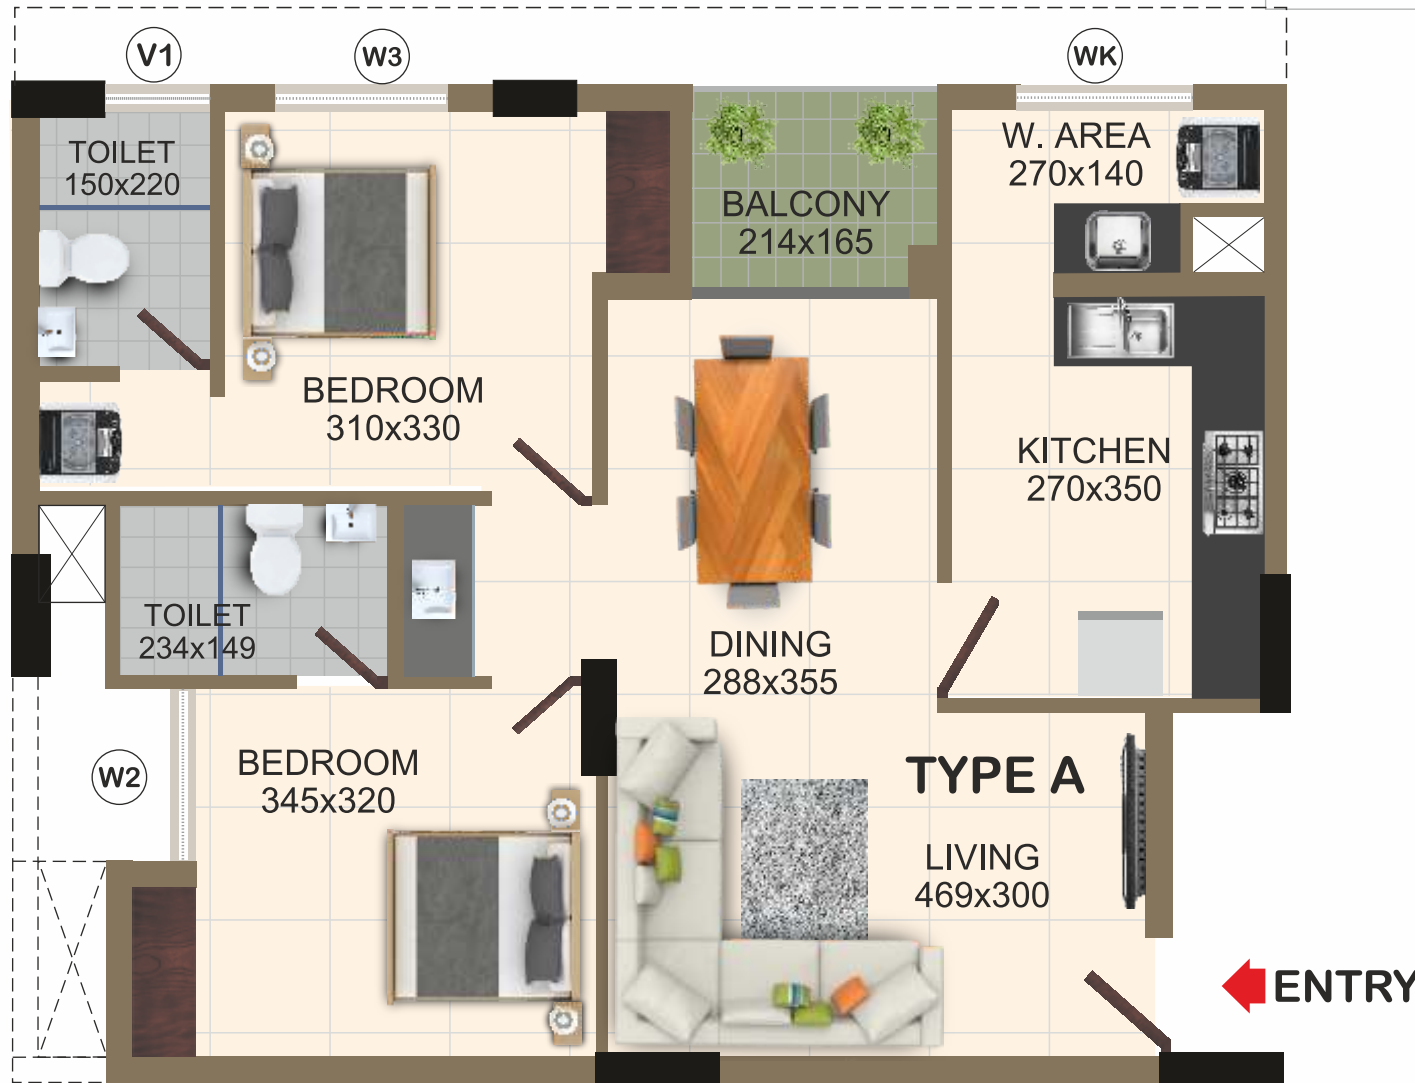 V1
W3
WK
TOILET
150x220
W. AREA
270x140
BALCONY
214x165
BEDROOM
310x330
KITCHEN
270x350
TOILET
234x149
DINING
288x355
W2
BEDROOM
345x320
TYPE A
LIVING
469x300
ENTRY